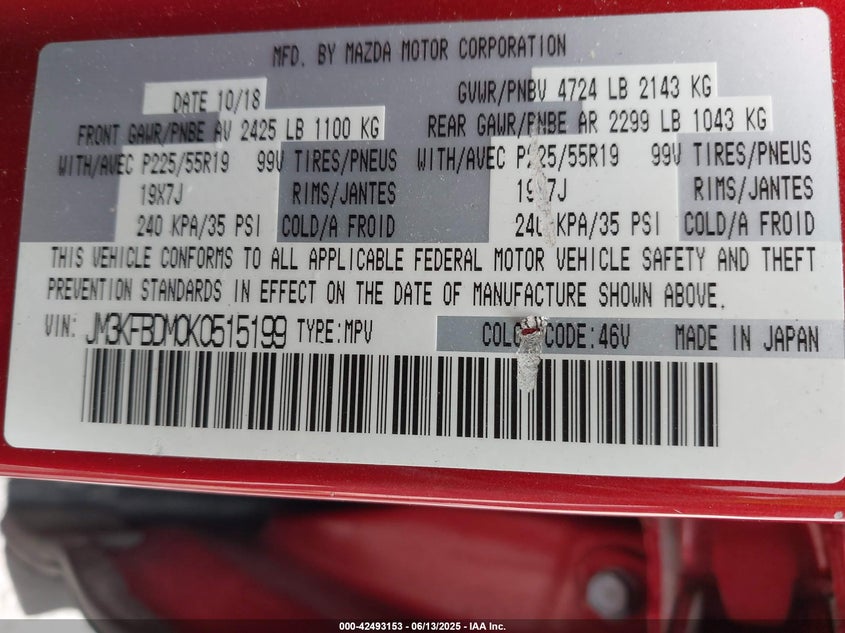 MFD. BY MAZDA MOTOR CORPORATION
DATE 10/18 GVWR/PNBV 4724 LB 2143 KG
FRONT GAWR/PNBE AV 2425 LB 1100 KG REAR GAWR/PNBE AR 2299 LB 1043 KG
WITH/AVEC P225/55R19 99V TIRES/PNEUS WITH/AVEC P225/55R19 99V TIRES/PNEUS
19X7J RIMS/JANTES 19X7J RIMS/JANTES
240 KPA/35 PSI COLD/A FROID 240 KPA/35 PSI COLD/A FROID
THIS VEHICLE CONFORMS TO ALL APPLICABLE FEDERAL MOTOR VEHICLE SAFETY AND THEFT
PREVENTION STANDARDS IN EFFECT ON THE DATE OF MANUFACTURE SHOWN ABOVE.
VIN: JM3KFBDM0K0515199 TYPE:MPV COLOR CODE:46V MADE IN JAPAN
000-42493153 - 06/13/2025 - IAA Inc.